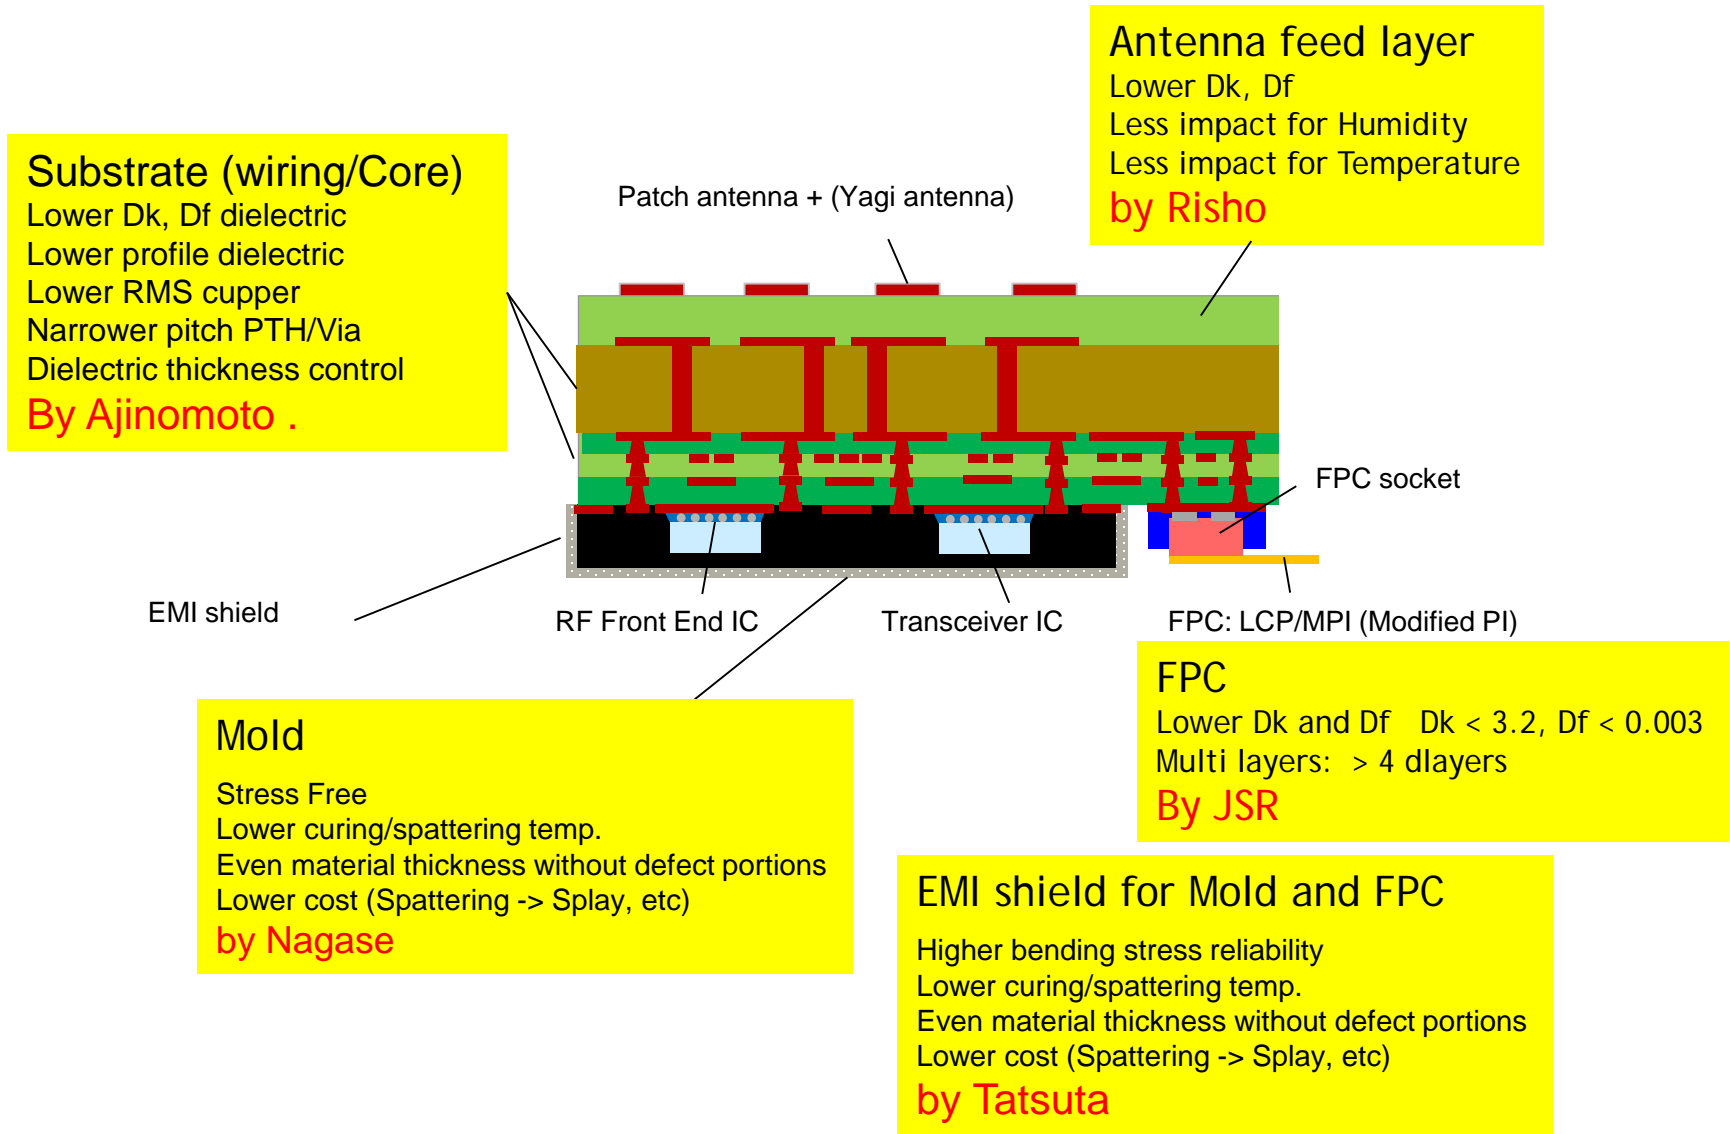 Antenna feed layer
Lower Dk, Df
Less impact for Humidity
Less impact for Temperature
by Risho
Substrate (wiring/Core)
Lower Dk, Df dielectric
Lower profile dielectric
Lower RMS cupper
Narrower pitch PTH/Via
Dielectric thickness control
By Ajinomoto .
Patch antenna + (Yagi antenna)
FPC socket
EMI shield
RF Front End IC
Transceiver IC
FPC: LCP/MPI (Modified PI)
FPC
Lower Dk and Df   Dk < 3.2, Df < 0.003
Multi layers:  > 4 dlayers
By JSR
Mold
Stress Free
Lower curing/spattering temp.
Even material thickness without defect portions
Lower cost (Spattering -> Splay, etc)
by Nagase
EMI shield for Mold and FPC
Higher bending stress reliability
Lower curing/spattering temp.
Even material thickness without defect portions
Lower cost (Spattering -> Splay, etc)
by Tatsuta